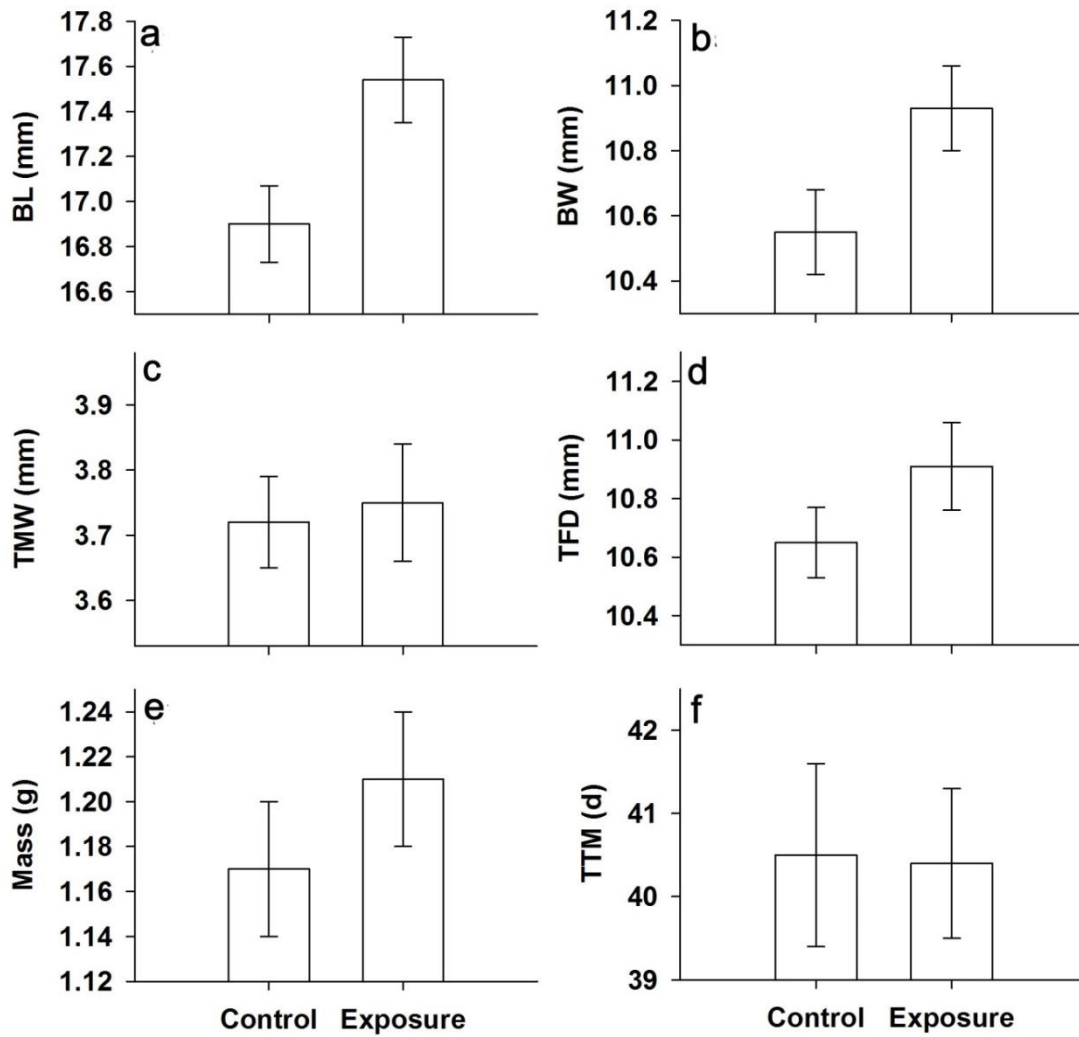 a
17.8
17.6
17.4
17.2
17.0
16.8
16.6
BL (mm)
b
11.2
11.0
10.8
10.6
10.4
BW (mm)
c
3.9
3.8
3.7
3.6
TMW (mm)
d
11.2
11.0
10.8
10.6
10.4
TFD (mm)
e
1.24
1.22
1.20
1.18
1.16
1.14
1.12
Mass (g)
Control Exposure
f
42
41
40
39
TTM (d)
Control Exposure